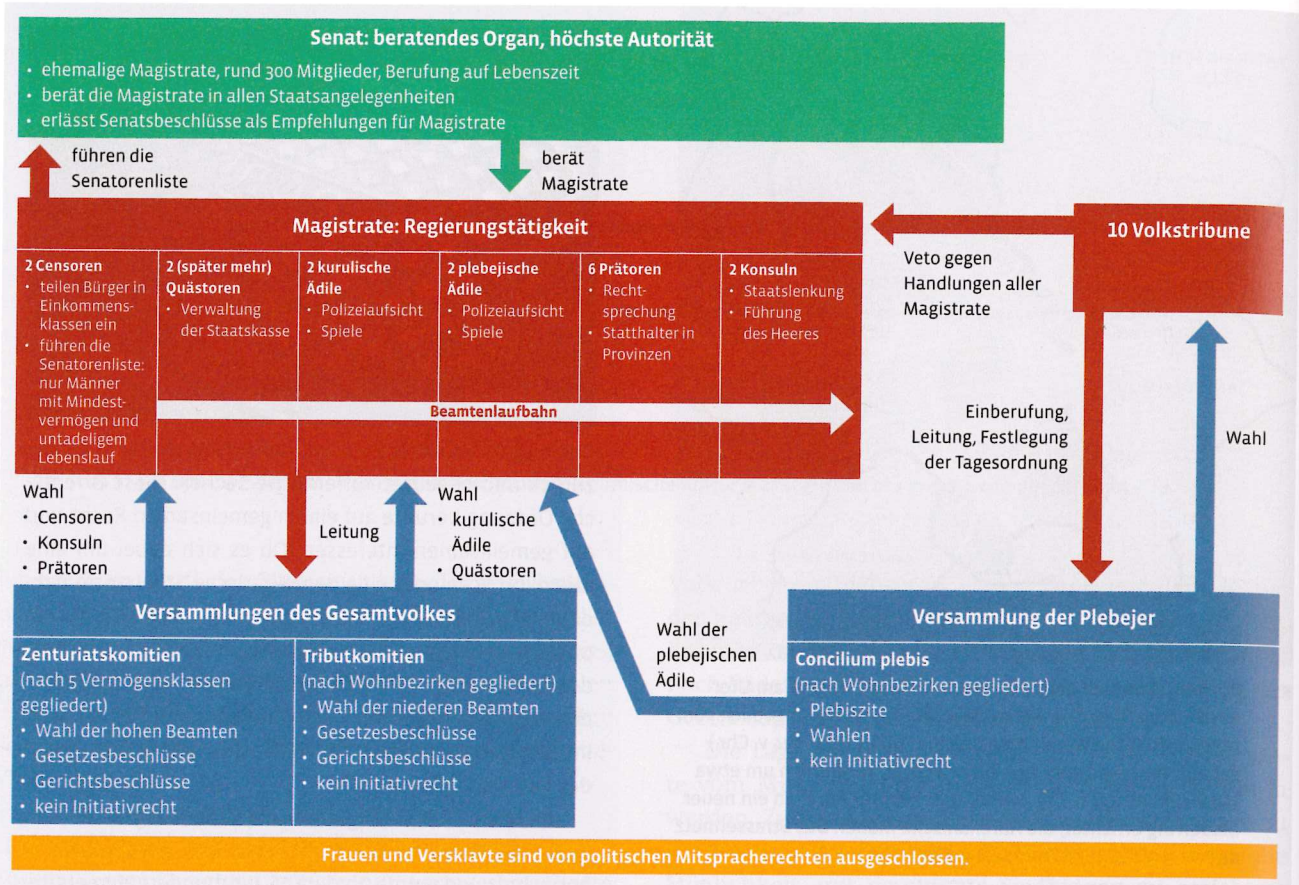 Senat: beratendes Organ, höchste Autorität
· ehemalige Magistrate, rund 300 Mitglieder, Berufung auf Lebenszeit
· berät die Magistrate in allen Staatsangelegenheiten
· erlässt Senatsbeschlüsse als Empfehlungen für Magistrate
führen die
Senatorenliste
berät
Magistrate
Magistrate: Regierungstätigkeit
2 Censoren
· teilen Bürger in
Einkommens-
klassen ein
· führen die
Senatorenliste:
nur Männer
mit Mindest-
vermögen und
untadeligem
Lebenslauf
2 (später mehr)
Quästoren
· Verwaltung
der Staatskasse
2 kurulische
Ädile
· Polizeiaufsicht
· Spiele
2 plebejische
Ädile
· Polizeiaufsicht
· Spiele
6 Prätoren
· Recht-
sprechung
· Statthalter in
Provinzen
2 Konsuln
· Staatslenkung
· Führung
des Heeres
Beamtenlaufbahn
10 Volkstribune
Veto gegen
Handlungen aller
Magistrate
Einberufung,
Leitung, Festlegung
der Tagesordnung
Wahl
Wahl
· Censoren
· Konsuln
· Prätoren
Leitung
Wahl
· kurulische
Ädile
· Quästoren
Wahl der
plebejischen
Ädile
Versammlungen des Gesamtvolkes
Zenturiatskomitien
(nach 5 Vermögensklassen
gegliedert)
· Wahl der hohen Beamten
· Gesetzesbeschlüsse
· Gerichtsbeschlüsse
· kein Initiativrecht
Tributkomitien
(nach Wohnbezirken gegliedert)
· Wahl der niederen Beamten
· Gesetzesbeschlüsse
· Gerichtsbeschlüsse
· kein Initiativrecht
Versammlung der Plebejer
Concilium plebis
(nach Wohnbezirken gegliedert)
· Plebiszite
· Wahlen
· kein Initiativrecht
Frauen und Versklavte sind von politischen Mitspracherechten ausgeschlossen.